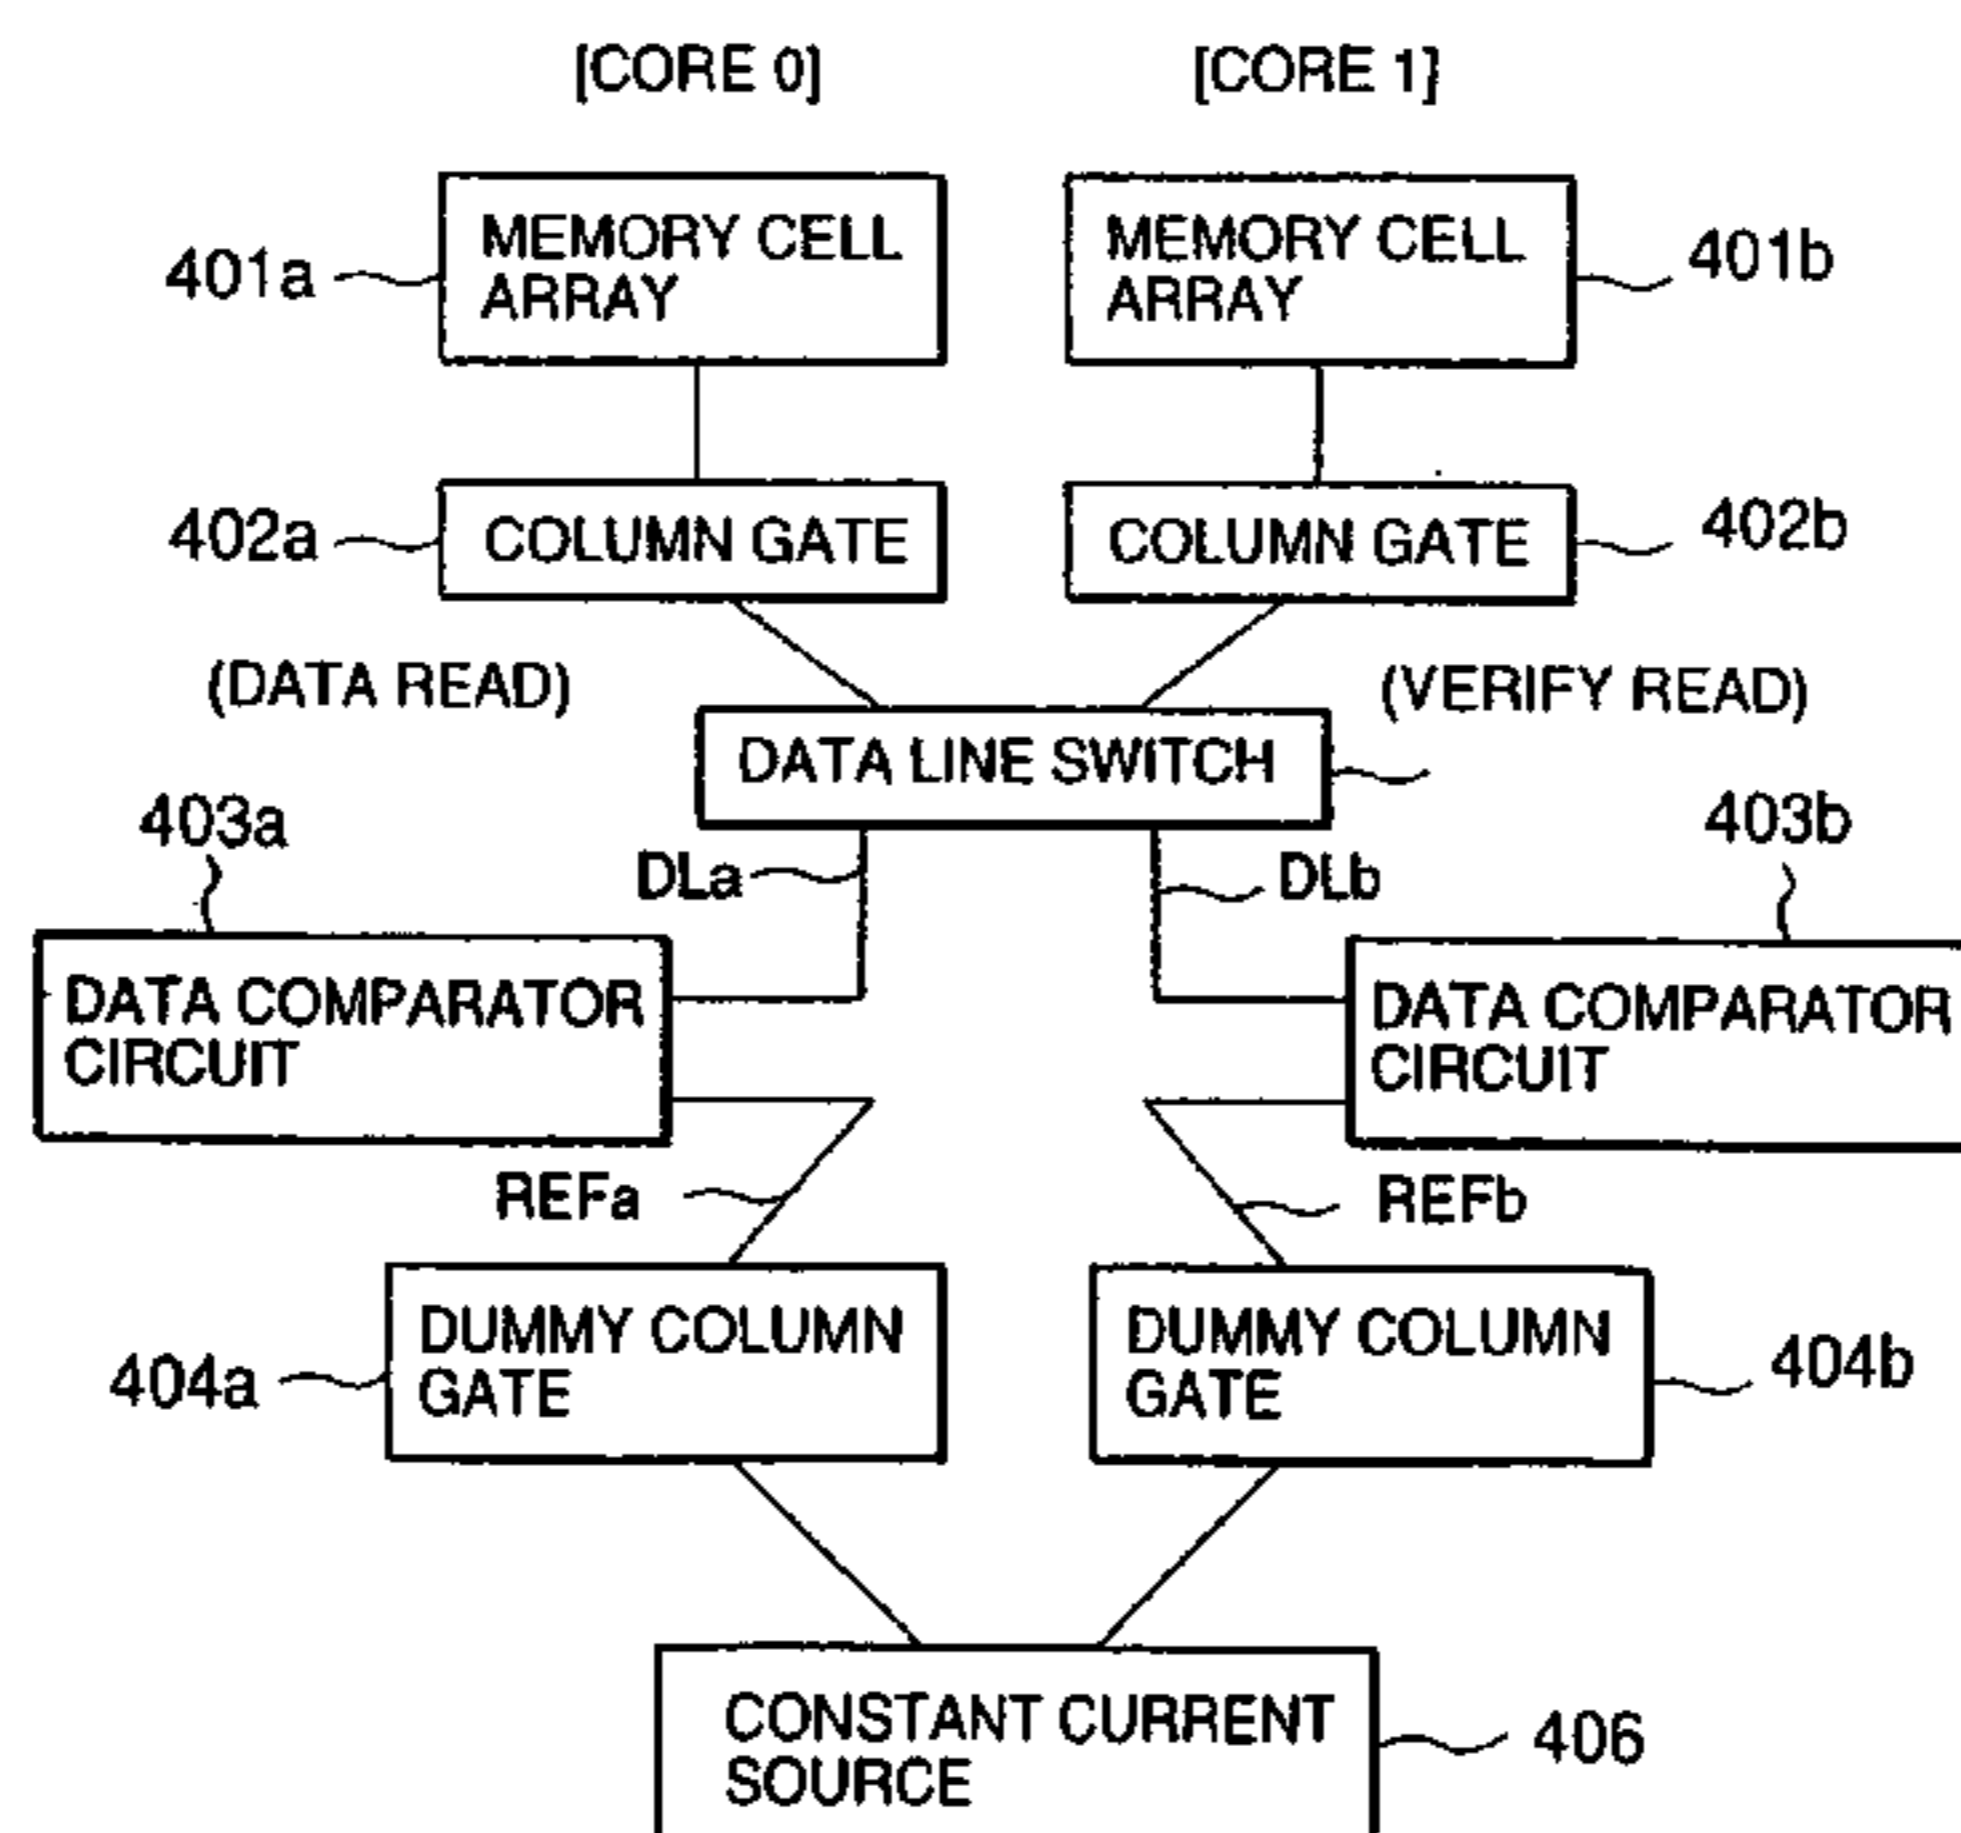 [CORE 0]
[CORE 1]
MEMORY CELL
ARRAY
MEMORY CELL
ARRAY
401a
401b
402a
COLUMN GATE
COLUMN GATE
402b
(DATA READ)
(VERIFY READ)
DATA LINE SWITCH
403a
403b
DLa
DLb
DATA COMPARATOR
CIRCUIT
DATA COMPARATOR
CIRCUIT
REFa
REFb
DUMMY COLUMN
GATE
DUMMY COLUMN
GATE
404a
404b
CONSTANT CURRENT
SOURCE
406